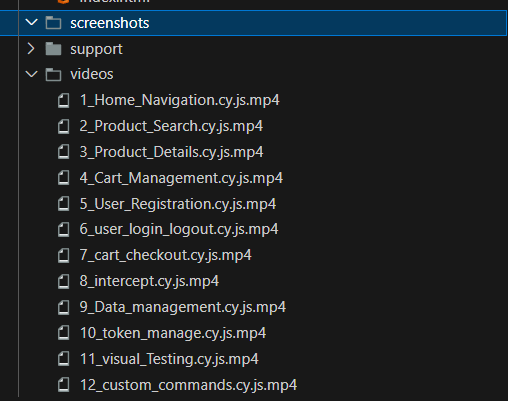 screenshots
support
videos
1_Home_Navigation.cy.js.mp4
2_Product_Search.cy.js.mp4
3_Product_Details.cy.js.mp4
4_Cart_Management.cy.js.mp4
5_User_Registration.cy.js.mp4
6_user_login_logout.cy.js.mp4
7_cart_checkout.cy.js.mp4
8_intercept.cy.js.mp4
9_Data_management.cy.js.mp4
10_token_manage.cy.js.mp4
11_visual_Testing.cy.js.mp4
12_custom_commands.cy.js.mp4